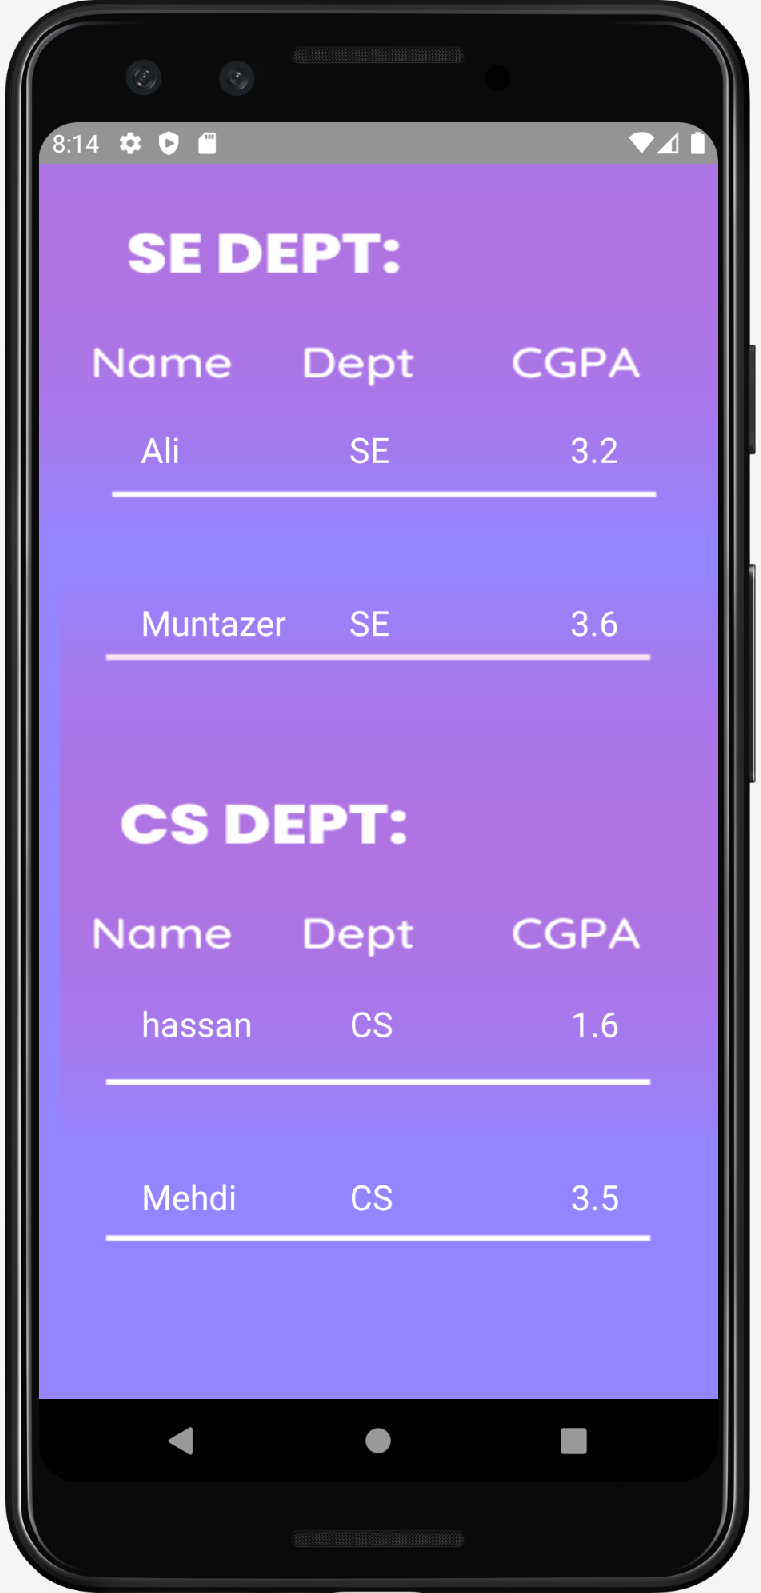 8:14
SE DEPT:
Name Dept CGPA
Ali SE 3.2
Muntazer SE 3.6
CS DEPT:
Name Dept CGPA
hassan CS 1.6
Mehdi CS 3.5